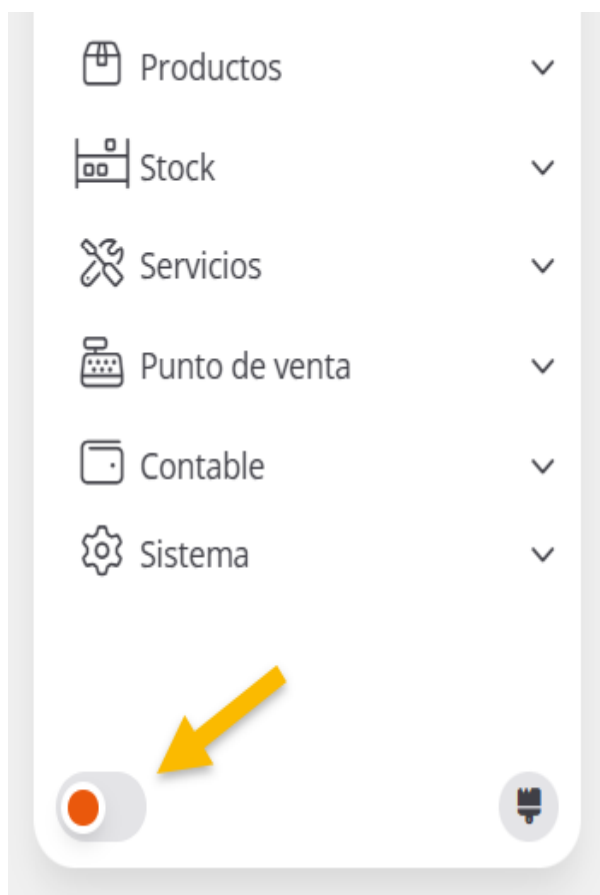 Productos
Stock
Servicios
Punto de venta
Contable
Sistema